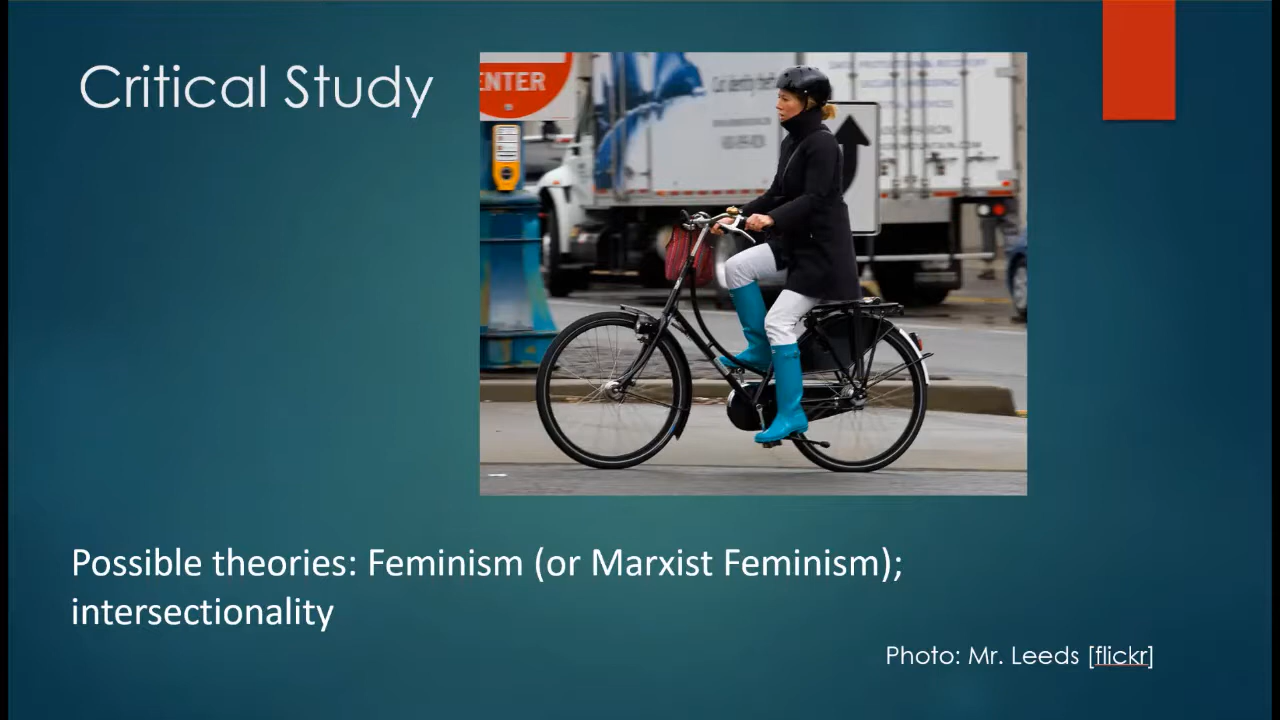 Critical Study
ENTER
Possible theories: Feminism (or Marxist Feminism);
intersectionality
Photo: Mr. Leeds [flickr]